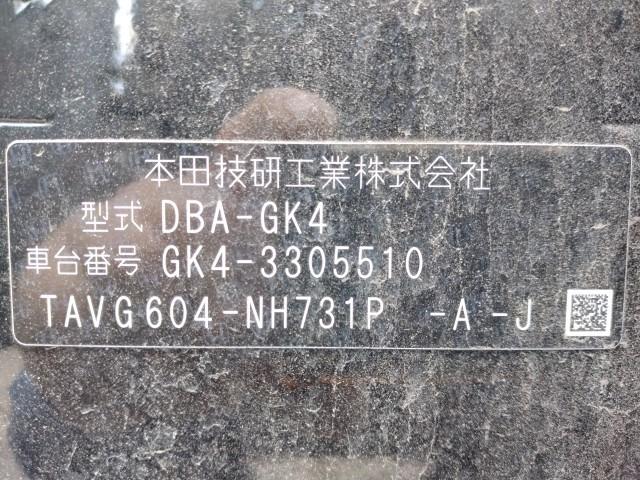 本田技研工業株式会社
型式 DBA-GK4
車台番号 GK4-3305510
TAVG604-NH731P -A-J